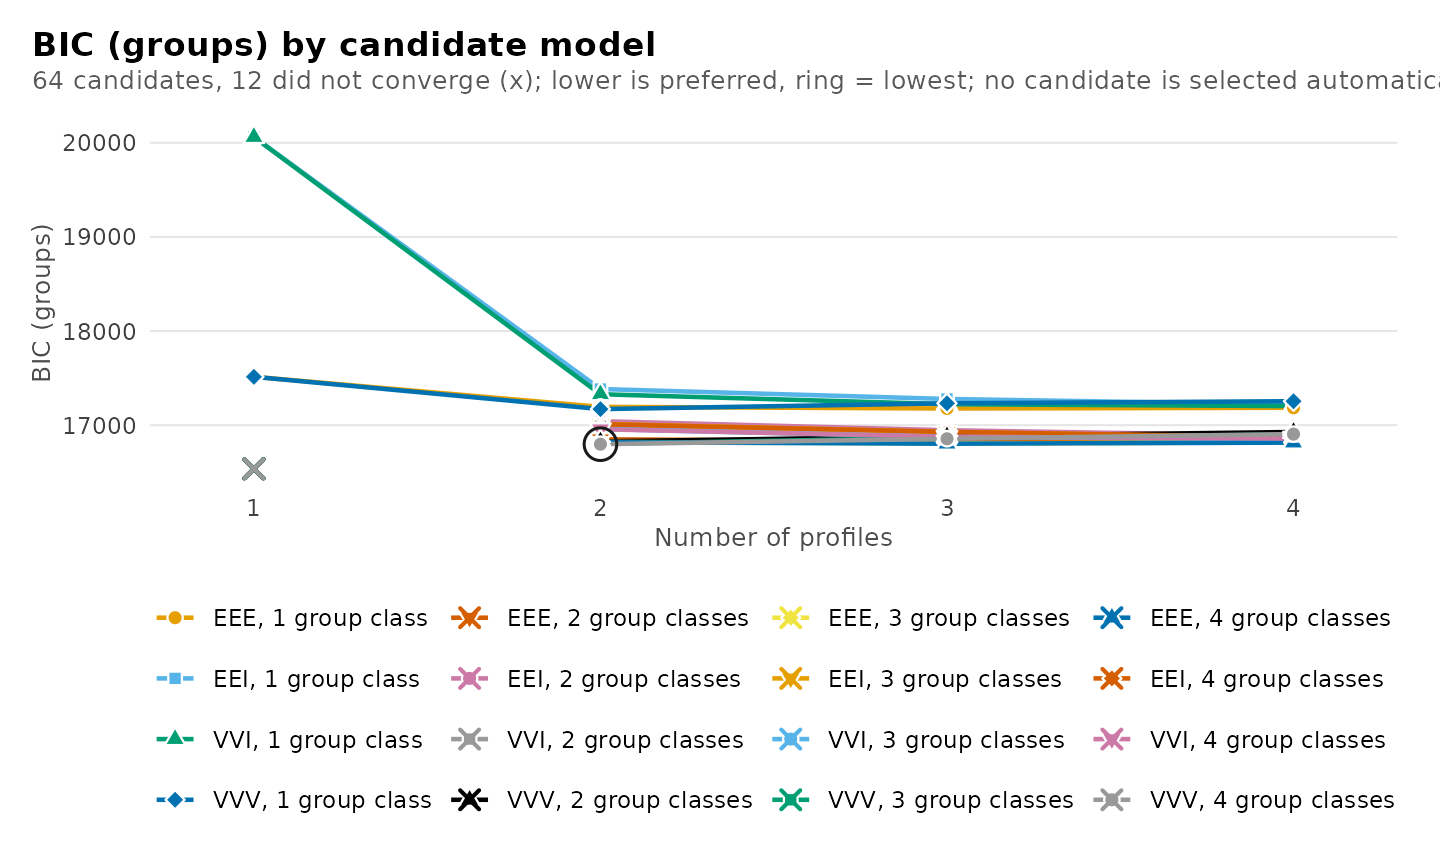 BIC (groups) by candidate model
64 candidates, 12 did not converge (x); lower is preferred, ring = lowest; no candidate is selected
20000
19000
18000
17000
BIC (groups)
1 2 3 4
Number of profiles
EEE, 1 group class EEE, 2 group classes EEE, 3 group classes EEE, 4 group classes
EEI, 1 group class EEI, 2 group classes EEI, 3 group classes EEI, 4 group classes
VVI, 1 group class VVI, 2 group classes VVI, 3 group classes VVI, 4 group classes
VVV, 1 group class VVV, 2 group classes VVV, 3 group classes VVV, 4 group classes